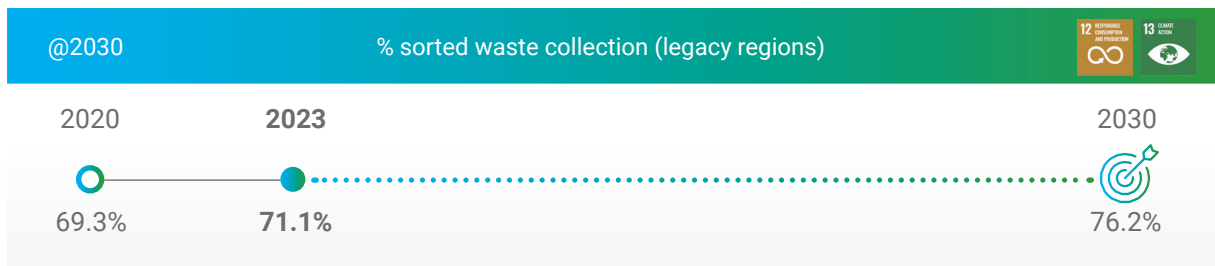 @2030
% sorted waste collection (legacy regions)
12 RESPONSIBLE
CONSUMPTION
AND PRODUCTION
13 CLIMATE
ACTION
2020
2023
2030
69.3%
71.1%
76.2%